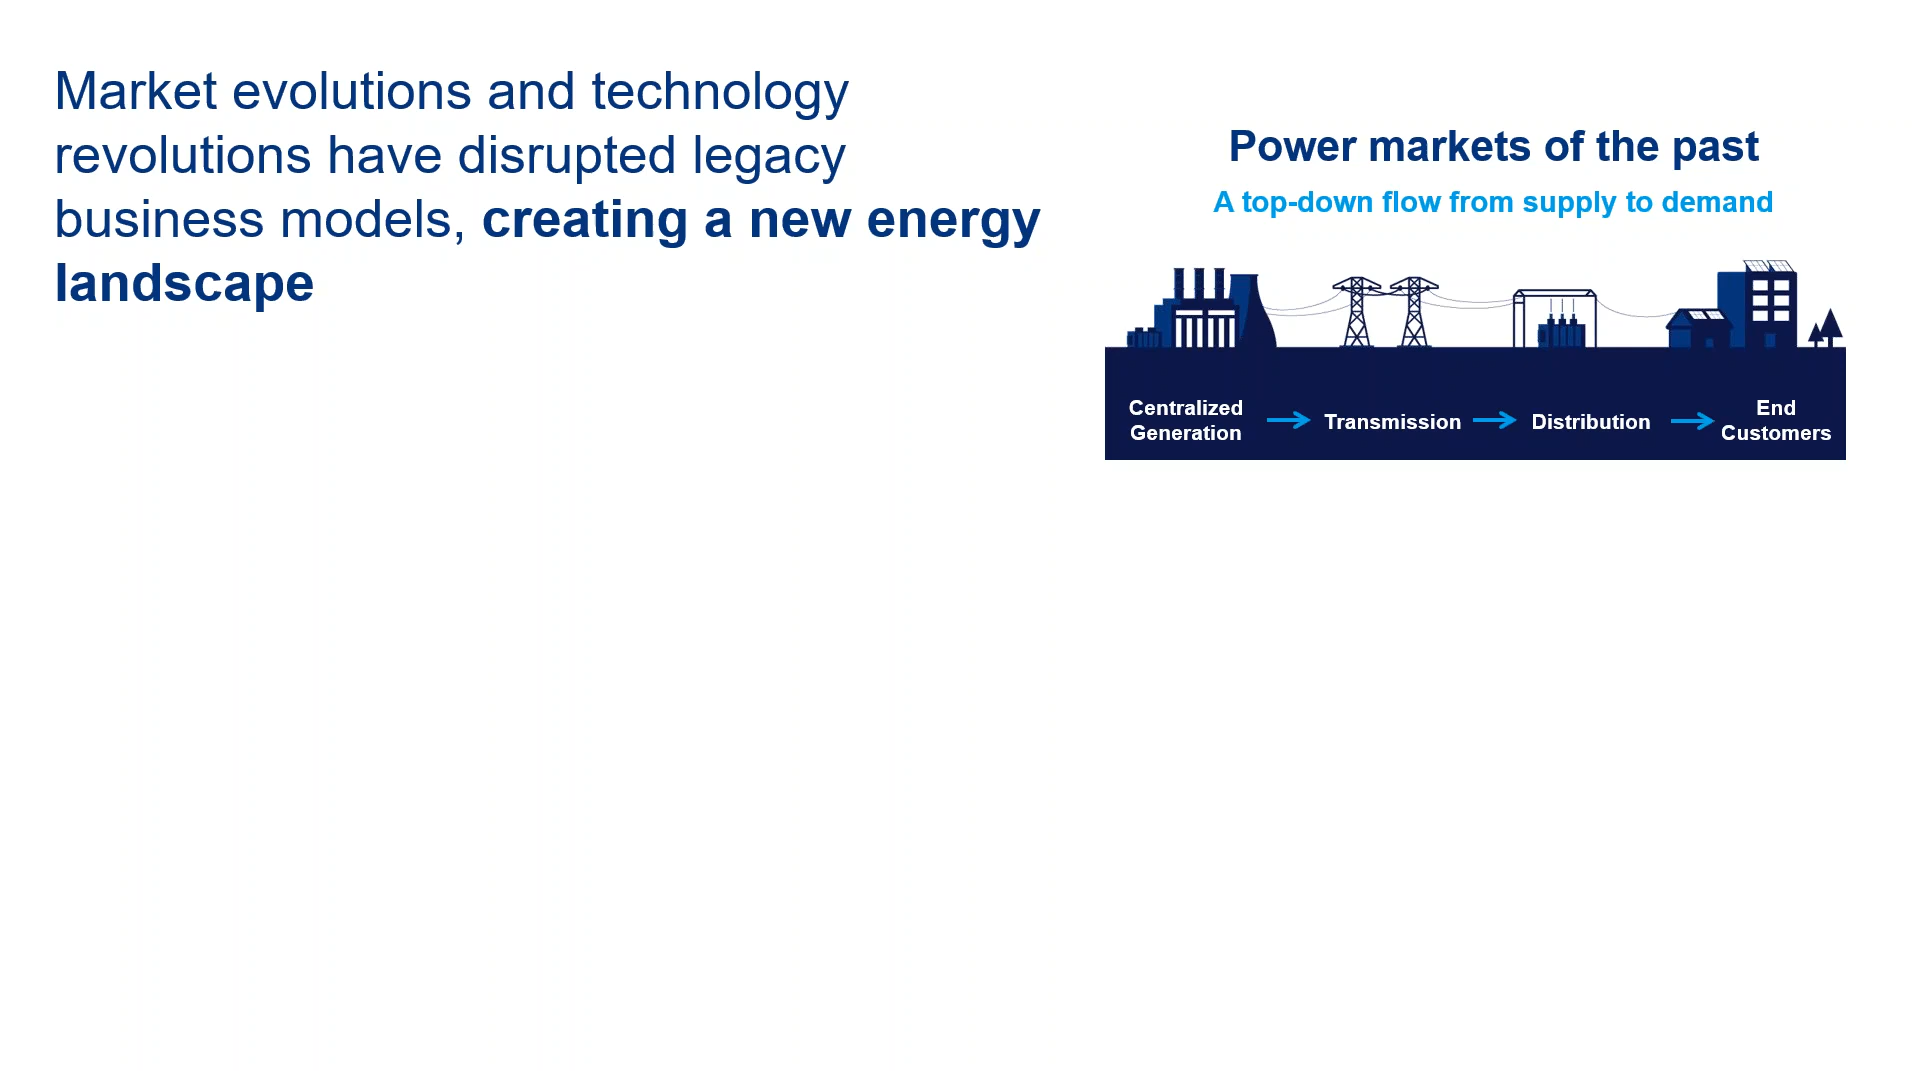 Market evolutions and technology
revolutions have disrupted legacy
business models, creating a new energy
landscape
Power markets of the past
A top-down flow from supply to demand
Centralized
Generation
Transmission
Distribution
End
Customers